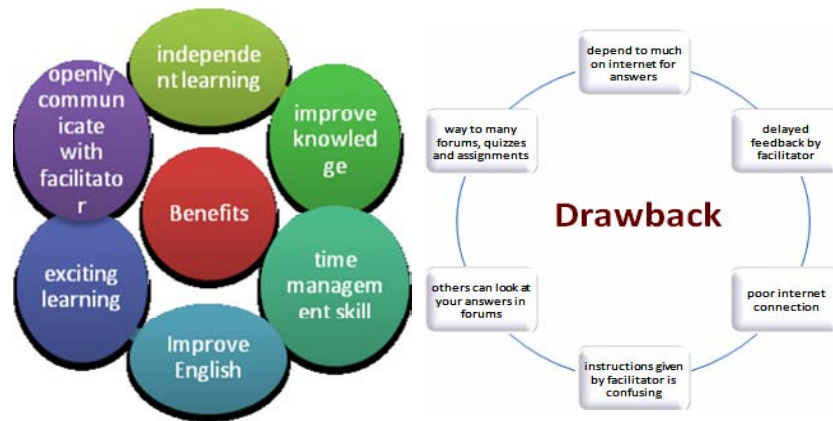 independe
nt learning
openly
commun
icate
with
facilitato
r
improve
knowled
ge
Benefits
exciting
learning
time
managem
ent skill
Improve
English
depend to much
on internet for
answers
way to many
forums, quizzes
and assignments
delayed
feedback by
facilitator
Drawback
others can look at
your answers in
forums
poor internet
connection
instructions given
by facilitator is
confusing